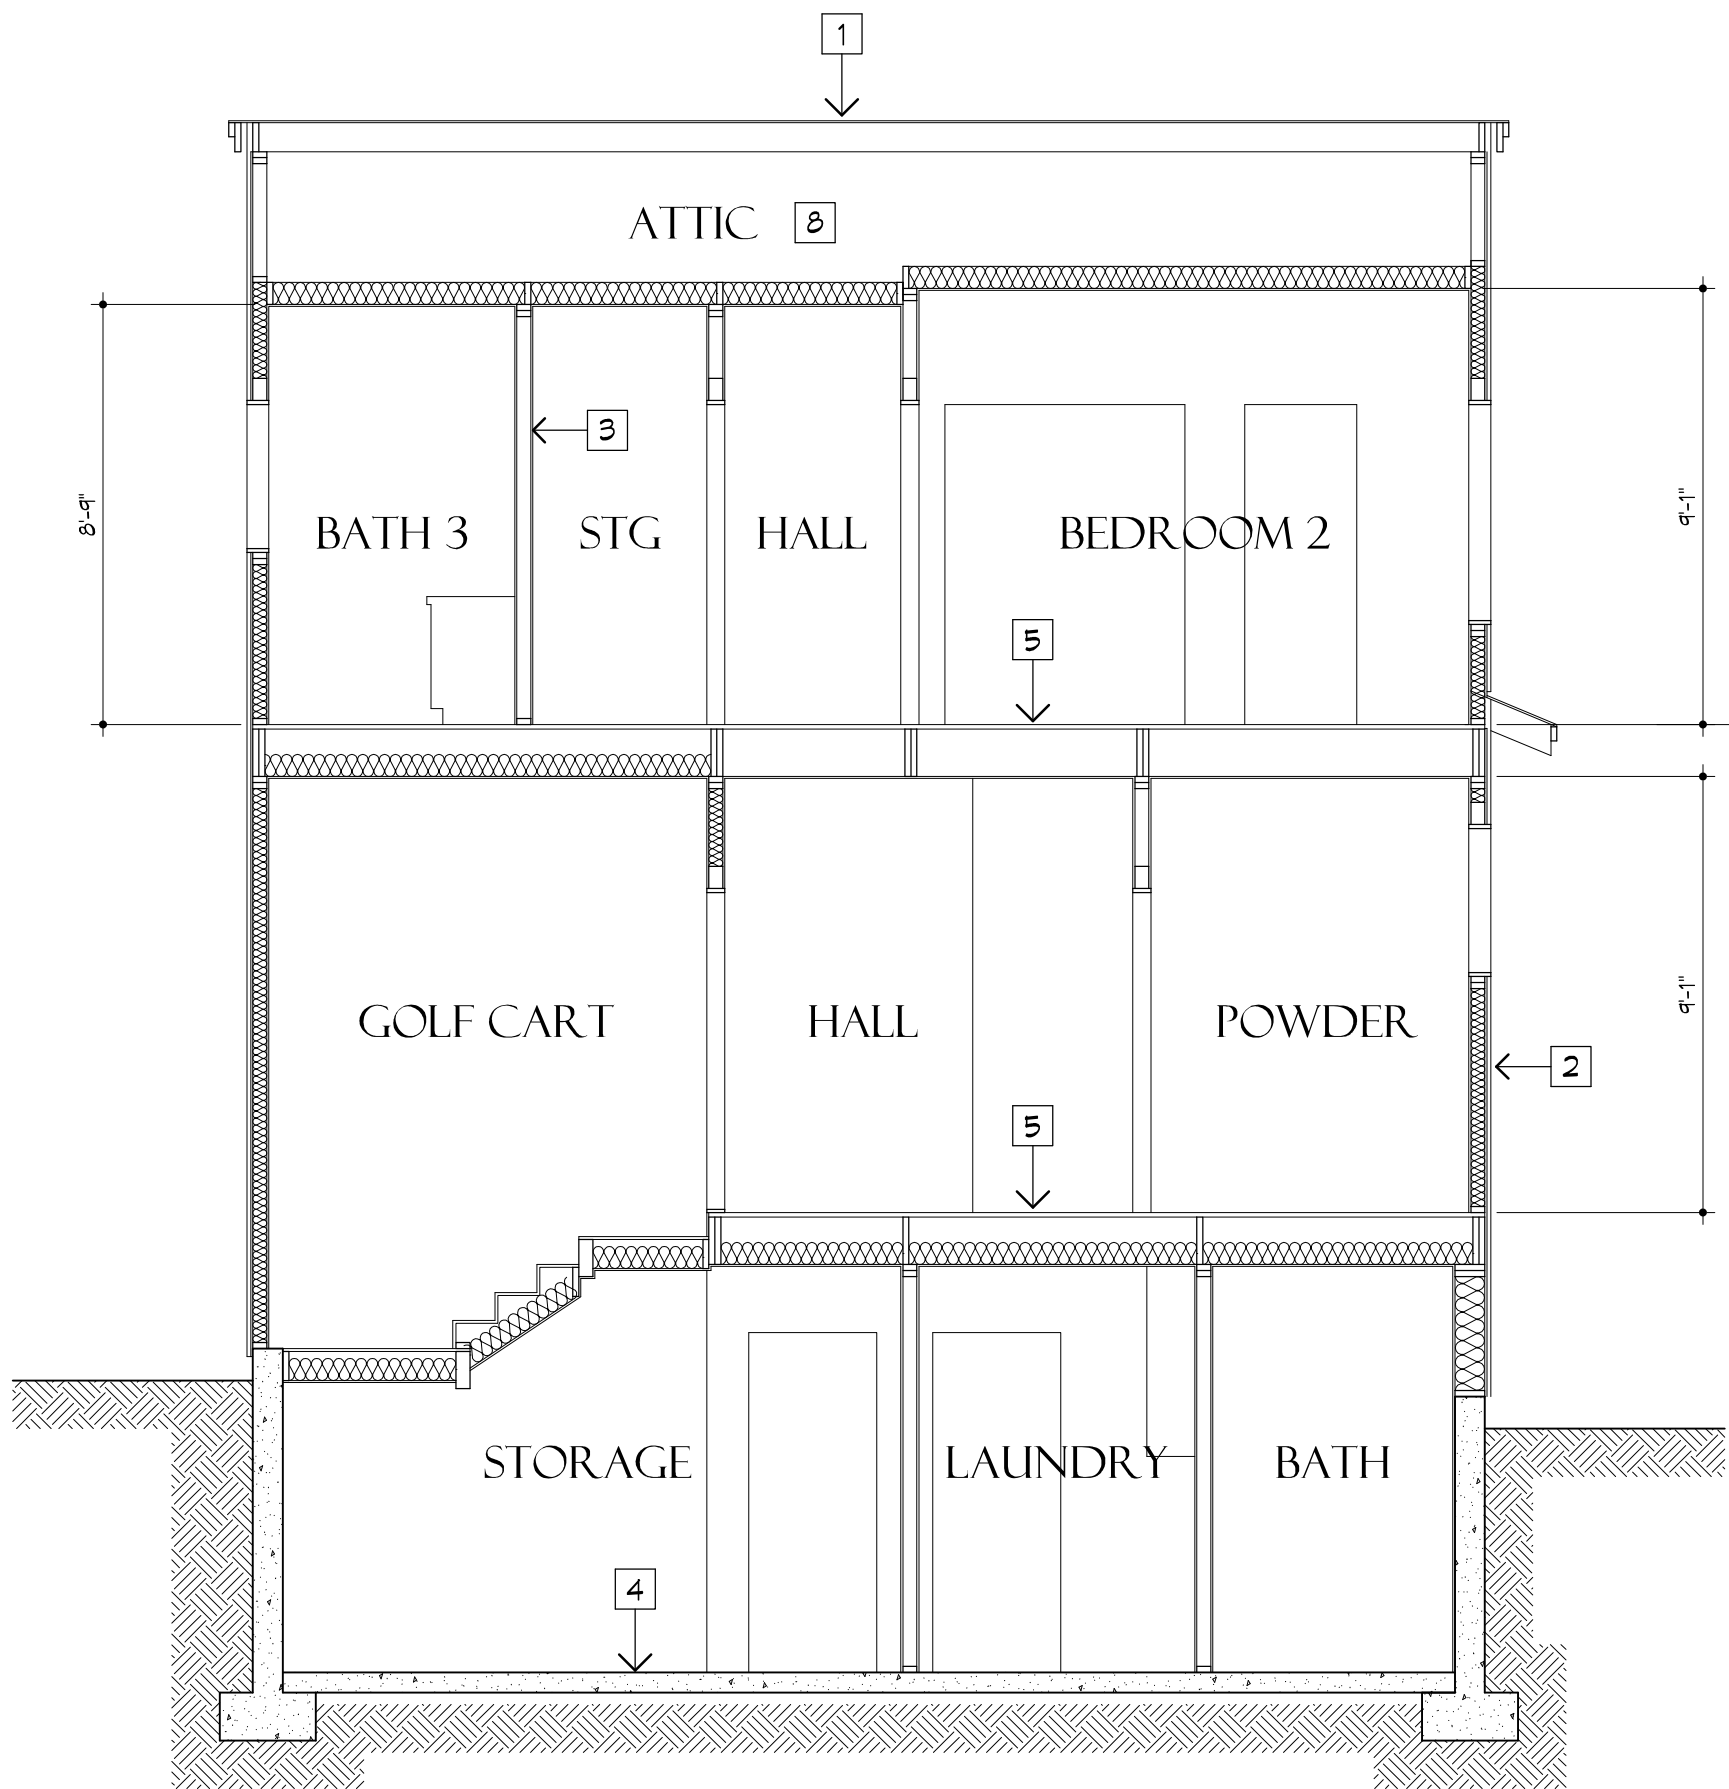 1
ATTIC 8
3
8'-9"
9'-1"
BATH 3 STG HALL BEDROOM 2
5
GOLF CART HALL POWDER
9'-1"
2
5
STORAGE LAUNDRY BATH
4